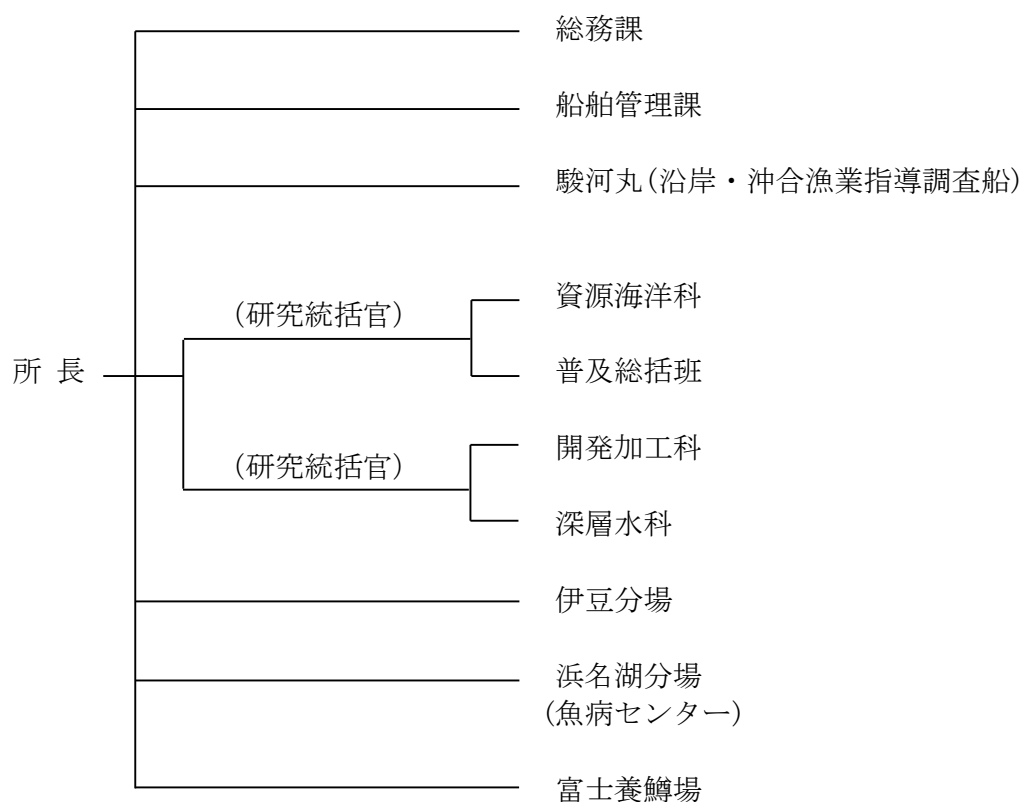 総務課
船舶管理課
駿河丸(沿岸・沖合漁業指導調査船)
資源海洋科
(研究統括官)
所 長
普及総括班
開発加工科
(研究統括官)
深層水科
伊豆分場
浜名湖分場
(魚病センター)
富士養鱒場